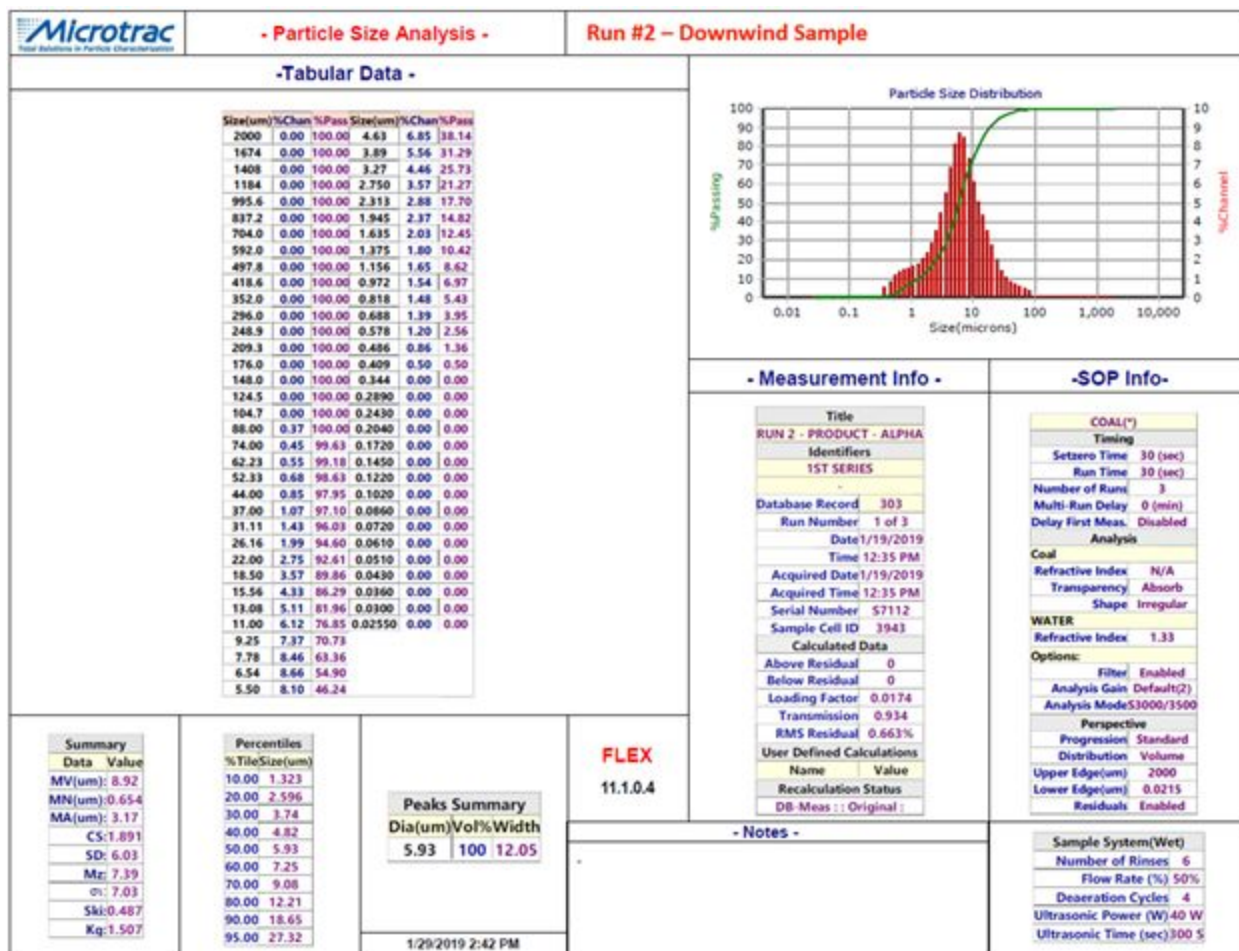 Microtrac
Total Solutions in Particle Characterization
- Particle Size Analysis -
Run #2 – Downwind Sample
-Tabular Data -
Size(um) %Chan %Pass Size(um) %Chan %Pass
2000 0.00 100.00 4.63 6.85 38.14
1674 0.00 100.00 3.89 5.56 31.29
1408 0.00 100.00 3.27 4.46 25.73
1184 0.00 100.00 2.750 3.57 21.27
995.6 0.00 100.00 2.313 2.88 17.70
837.2 0.00 100.00 1.945 2.37 14.82
704.0 0.00 100.00 1.635 2.03 12.45
592.0 0.00 100.00 1.375 1.80 10.42
497.8 0.00 100.00 1.156 1.65 8.62
418.6 0.00 100.00 0.972 1.54 6.97
352.0 0.00 100.00 0.818 1.48 5.43
296.0 0.00 100.00 0.688 1.39 3.95
248.9 0.00 100.00 0.578 1.20 2.56
209.3 0.00 100.00 0.486 0.86 1.36
176.0 0.00 100.00 0.409 0.50 0.50
148.0 0.00 100.00 0.344 0.00 0.00
124.5 0.00 100.00 0.2890 0.00 0.00
104.7 0.00 100.00 0.2430 0.00 0.00
88.00 0.37 100.00 0.2040 0.00 0.00
74.00 0.45 99.63 0.1720 0.00 0.00
62.23 0.55 99.18 0.1450 0.00 0.00
52.33 0.68 98.63 0.1220 0.00 0.00
44.00 0.85 97.95 0.1020 0.00 0.00
37.00 1.07 97.10 0.0860 0.00 0.00
31.11 1.43 96.03 0.0720 0.00 0.00
26.16 1.99 94.60 0.0610 0.00 0.00
22.00 2.75 92.61 0.0510 0.00 0.00
18.50 3.57 89.86 0.0430 0.00 0.00
15.56 4.33 86.29 0.0360 0.00 0.00
13.08 5.11 81.96 0.0300 0.00 0.00
11.00 6.12 76.85 0.02550 0.00 0.00
9.25 7.37 70.73
7.78 8.46 63.36
6.54 8.66 54.90
5.50 8.10 46.24
Particle Size Distribution
%Passing
100
90
80
70
60
50
40
30
20
10
0
10
9
8
7
6
5
4
3
2
1
0
%Channel
0.01 0.1 1 10 100 1,000 10,000
Size(microns)
- Measurement Info -
Title
RUN 2 - PRODUCT - ALPHA
Identifiers
1ST SERIES
-
Database Record 303
Run Number 1 of 3
Date 1/19/2019
Time 12:35 PM
Acquired Date 1/19/2019
Acquired Time 12:35 PM
Serial Number S7112
Sample Cell ID 3943
Calculated Data
Above Residual 0
Below Residual 0
Loading Factor 0.0174
Transmission 0.934
RMS Residual 0.663%
User Defined Calculations
Name Value
Recalculation Status
DB-Meas : : Original :
-SOP Info-
COAL(*)
Timing
Setzero Time 30 (sec)
Run Time 30 (sec)
Number of Runs 3
Multi-Run Delay 0 (min)
Delay First Meas. Disabled
Analysis
Coal
Refractive Index N/A
Transparency Absorb
Shape Irregular
WATER
Refractive Index 1.33
Options:
Filter Enabled
Analysis Gain Default(2)
Analysis Mode S3000/3500
Perspective
Progression Standard
Distribution Volume
Upper Edge(um) 2000
Lower Edge(um) 0.0215
Residuals Enabled
Summary
Data Value
MV(um): 8.92
MN(um): 0.654
MA(um): 3.17
CS: 1.891
SD: 6.03
Mz: 7.39
σı: 7.03
Ski: 0.487
Kg: 1.507
Percentiles
%Tile Size(um)
10.00 1.323
20.00 2.596
30.00 3.74
40.00 4.82
50.00 5.93
60.00 7.25
70.00 9.08
80.00 12.21
90.00 18.65
95.00 27.32
Peaks Summary
Dia(um) Vol% Width
5.93 100 12.05
1/29/2019 2:42 PM
FLEX
11.1.0.4
- Notes -
-
Sample System(Wet)
Number of Rinses 6
Flow Rate (%) 50%
Deaeration Cycles 4
Ultrasonic Power (W) 40 W
Ultrasonic Time (sec) 300 S